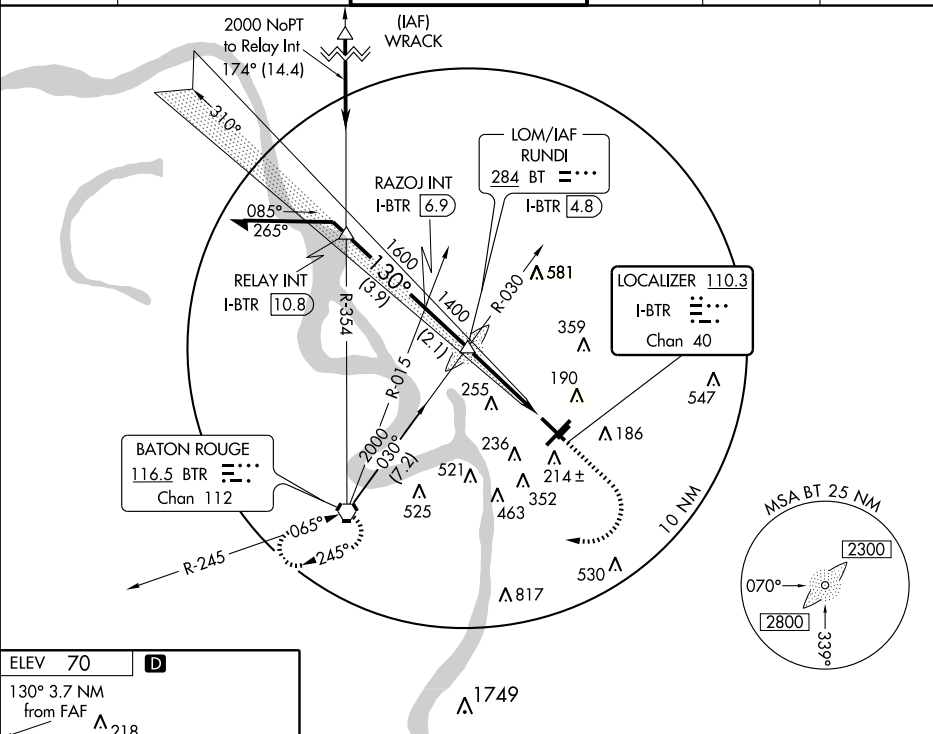 2000 NoPT
to Relay Int
174° (14.4)
(IAF)
WRACK
310°
LOM/IAF
RUNDI
284 BT
I-BTR 4.8
RAZOJ INT
I-BTR 6.9
085°
265°
1600
130°
(3.9)
RELAY INT
I-BTR 10.8
1400
(2.1)
R-030
581
LOCALIZER 110.3
I-BTR
Chan 40
R-354
R-015
359
255
190
547
186
236
214±
BATON ROUGE
116.5 BTR
Chan 112
2000
030°
(7.2)
521
352
525
463
10 NM
065°
245°
R-245
530
817
MSA BT 25 NM
2300
070°
2800
339°
ELEV 70 D
130° 3.7 NM
from FAF
218
1749